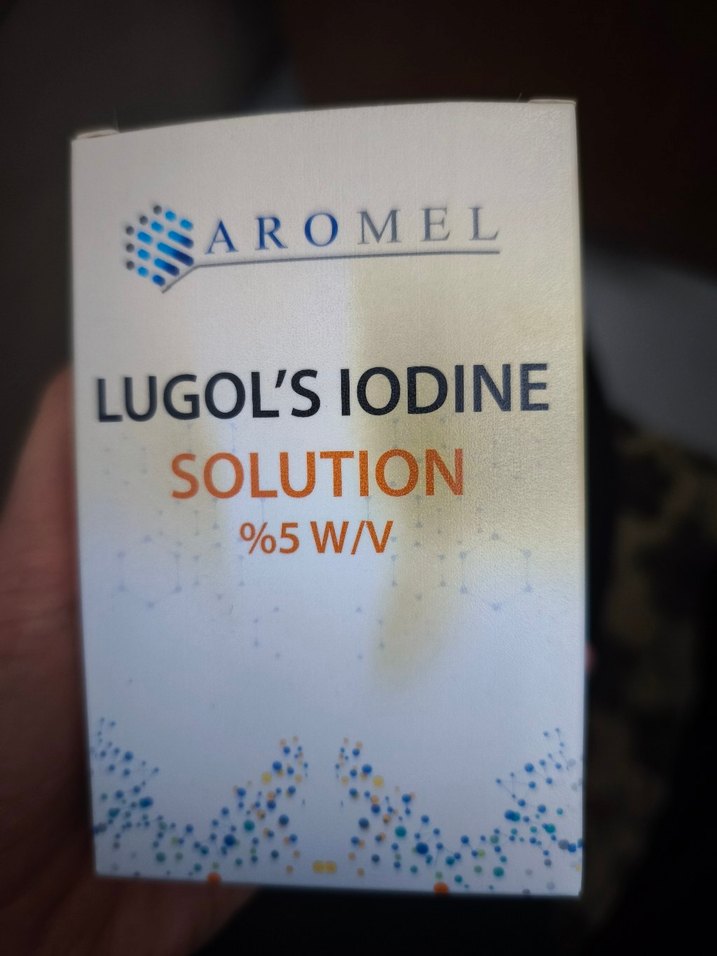 AROMEL
LUGOL'S IODINE
SOLUTION
%5 W/V